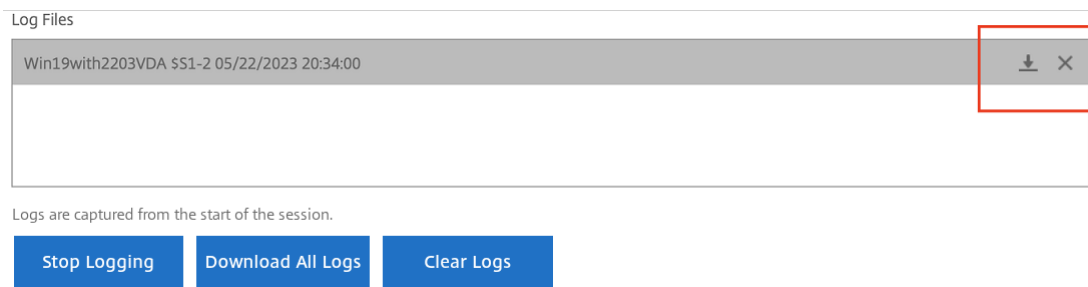 Log Files
Win19with2203VDA $S1-2 05/22/2023 20:34:00
Logs are captured from the start of the session.
Stop Logging Download All Logs Clear Logs